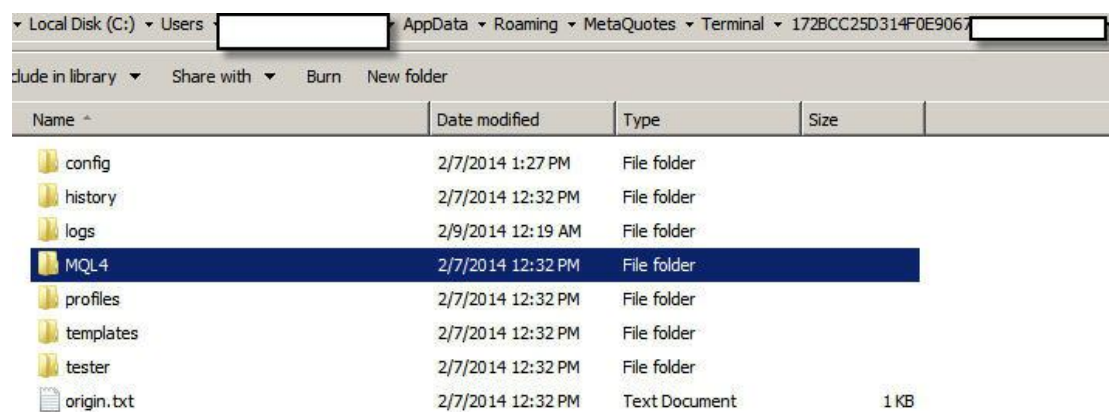 Local Disk (C:) Users AppData Roaming MetaQuotes Terminal 172BCC25D314F0E9067
clude in library Share with Burn New folder
Name Date modified Type Size
config 2/7/2014 1:27 PM File folder
history 2/7/2014 12:32 PM File folder
logs 2/9/2014 12:19 AM File folder
MQL4 2/7/2014 12:32 PM File folder
profiles 2/7/2014 12:32 PM File folder
templates 2/7/2014 12:32 PM File folder
tester 2/7/2014 12:32 PM File folder
origin.txt 2/7/2014 12:32 PM Text Document 1 KB